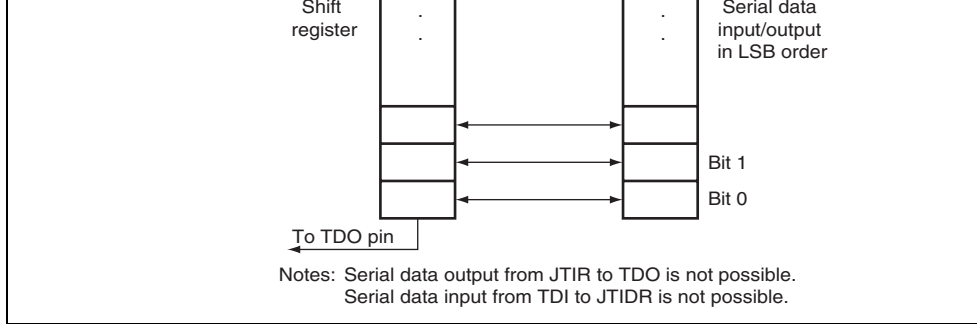 Shift
register
Serial data
input/output
in LSB order
Bit 1
Bit 0
To TDO pin
Notes: Serial data output from JTIR to TDO is not possible.
Serial data input from TDI to JTIDR is not possible.